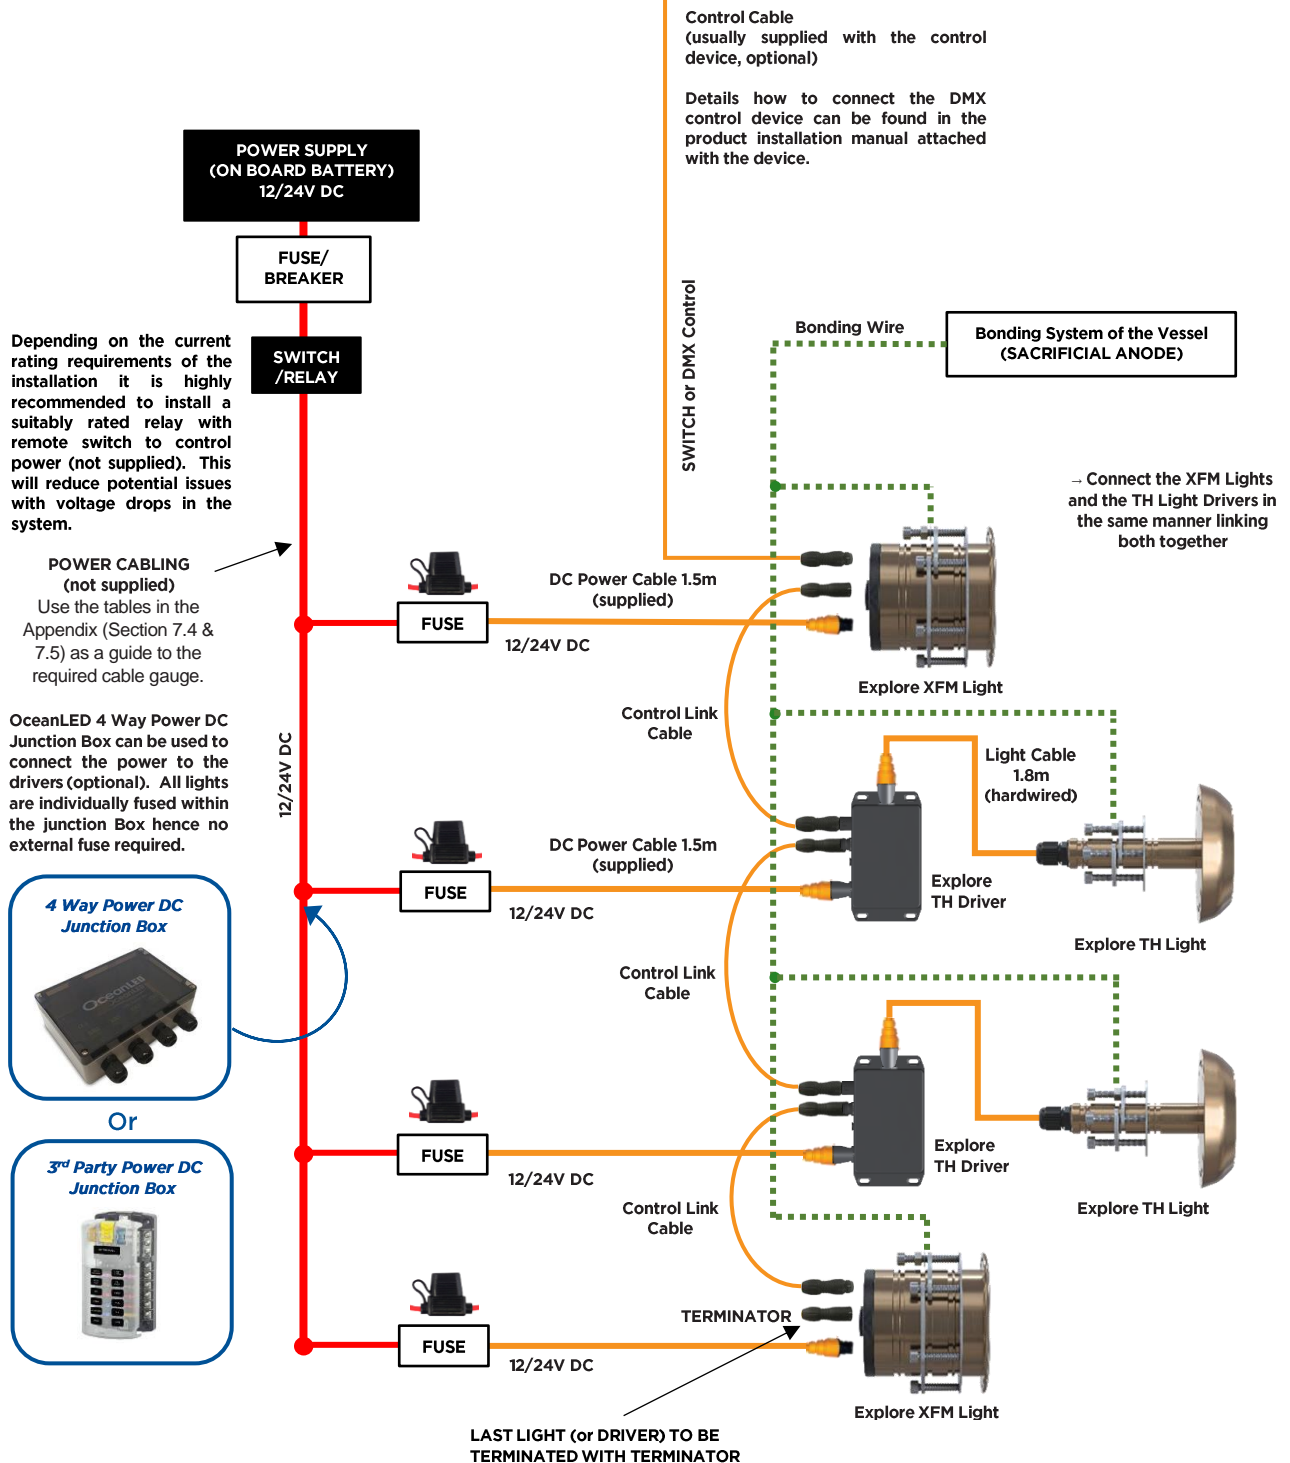 Control Cable
(usually supplied with the control
device, optional)
Details how to connect the DMX
control device can be found in the
product installation manual attached
with the device.
POWER SUPPLY
(ON BOARD BATTERY)
12/24V DC
FUSE/
BREAKER
SWITCH
/RELAY
Depending on the current
rating requirements of the
installation it is highly
recommended to install a
suitably rated relay with
remote switch to control
power (not supplied). This
will reduce potential issues
with voltage drops in the
system.
POWER CABLING
(not supplied)
Use the tables in the
Appendix (Section 7.4 &
7.5) as a guide to the
required cable gauge.
OceanLED 4 Way Power DC
Junction Box can be used to
connect the power to the
drivers (optional). All lights
are individually fused within
the junction Box hence no
external fuse required.
4 Way Power DC
Junction Box
OceanLED
Or
3rd Party Power DC
Junction Box
12/24V DC
SWITCH or DMX Control
Bonding Wire
Bonding System of the Vessel
(SACRIFICIAL ANODE)
→ Connect the XFM Lights
and the TH Light Drivers in
the same manner linking
both together
FUSE
DC Power Cable 1.5m
(supplied)
12/24V DC
Explore XFM Light
Control Link
Cable
Light Cable
1.8m
(hardwired)
FUSE
DC Power Cable 1.5m
(supplied)
12/24V DC
Explore
TH Driver
Explore TH Light
Control Link
Cable
FUSE
12/24V DC
Explore
TH Driver
Explore TH Light
Control Link
Cable
TERMINATOR
FUSE
12/24V DC
Explore XFM Light
LAST LIGHT (or DRIVER) TO BE
TERMINATED WITH TERMINATOR